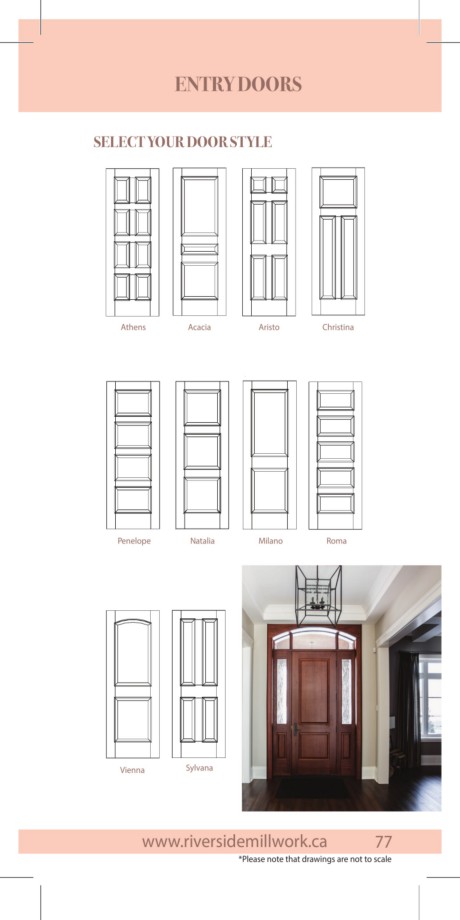 ENTRY DOORS
SELECT YOUR DOOR STYLE
Athens Acacia Aristo Christina
Penelope Natalia Milano Roma
Vienna Sylvana
www.riversidemillwork.ca 77
*Please note that drawings are not to scale